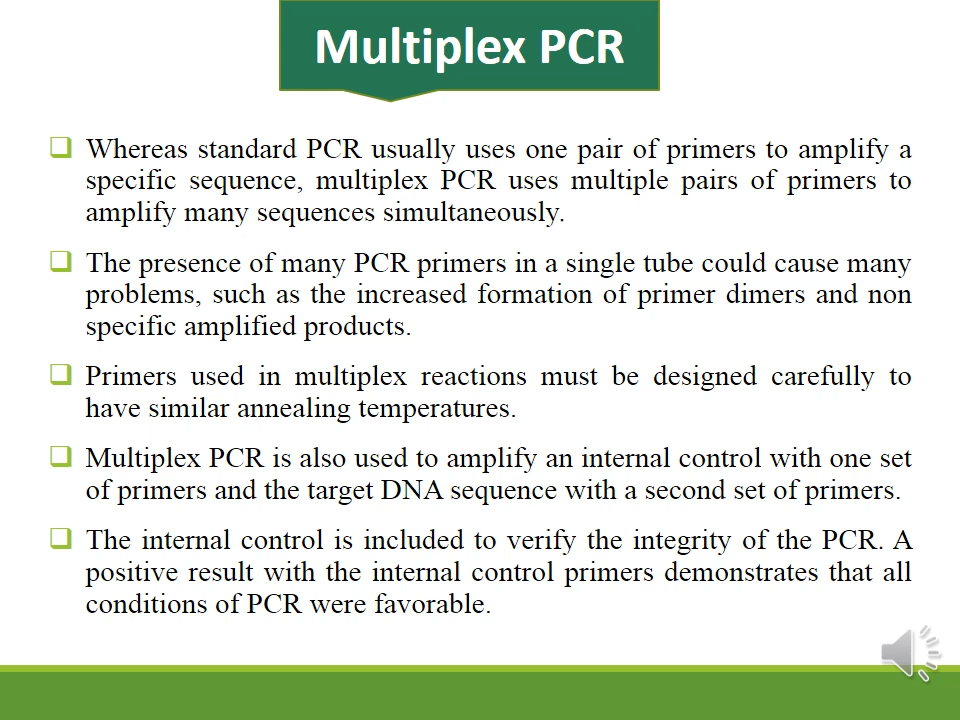 Multiplex PCR
Whereas standard PCR usually uses one pair of primers to amplify a
specific sequence, multiplex PCR uses multiple pairs of primers to
amplify many sequences simultaneously.
The presence of many PCR primers in a single tube could cause many
problems, such as the increased formation of primer dimers and non
specific amplified products.
Primers used in multiplex reactions must be designed carefully to
have similar annealing temperatures.
Multiplex PCR is also used to amplify an internal control with one set
of primers and the target DNA sequence with a second set of primers.
The internal control is included to verify the integrity of the PCR. A
positive result with the internal control primers demonstrates that all
conditions of PCR were favorable.